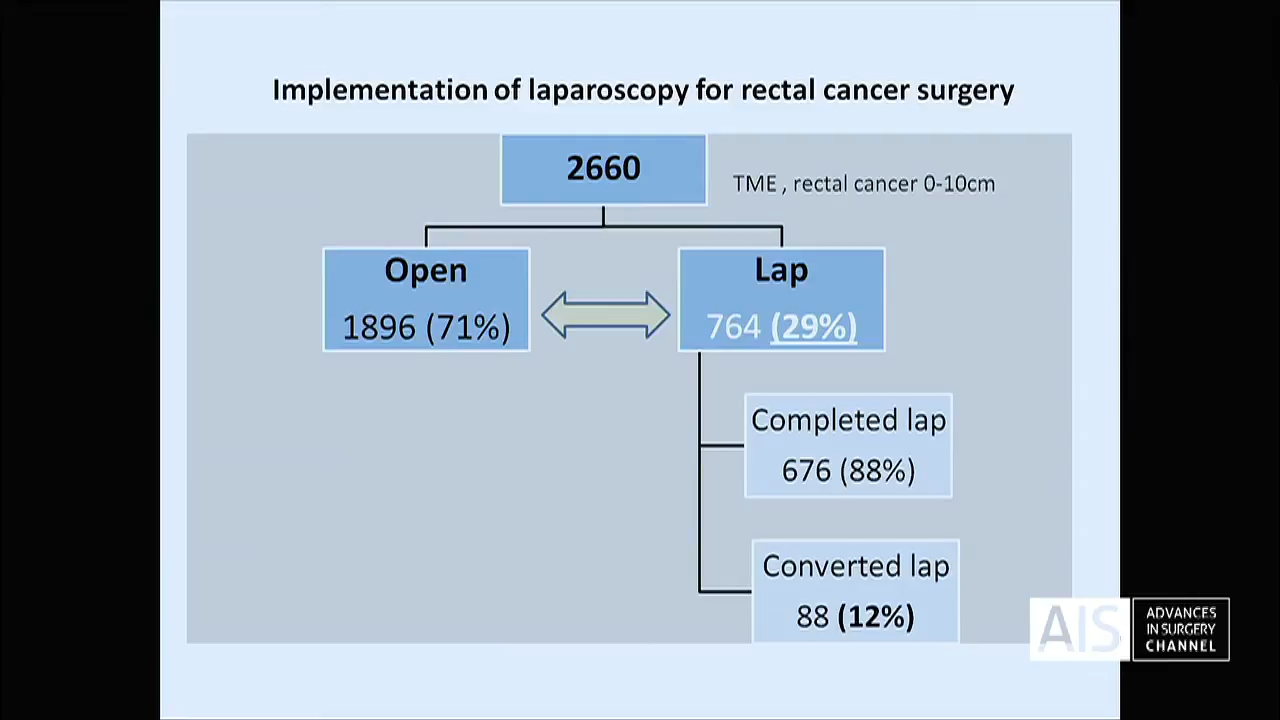 Implementation of laparoscopy for rectal cancer surgery
2660
TME , rectal cancer 0-10cm
Open
1896 (71%)
Lap
764 (29%)
Completed lap
676 (88%)
Converted lap
88 (12%)
AIS
ADVANCES
IN SURGERY
CHANNEL